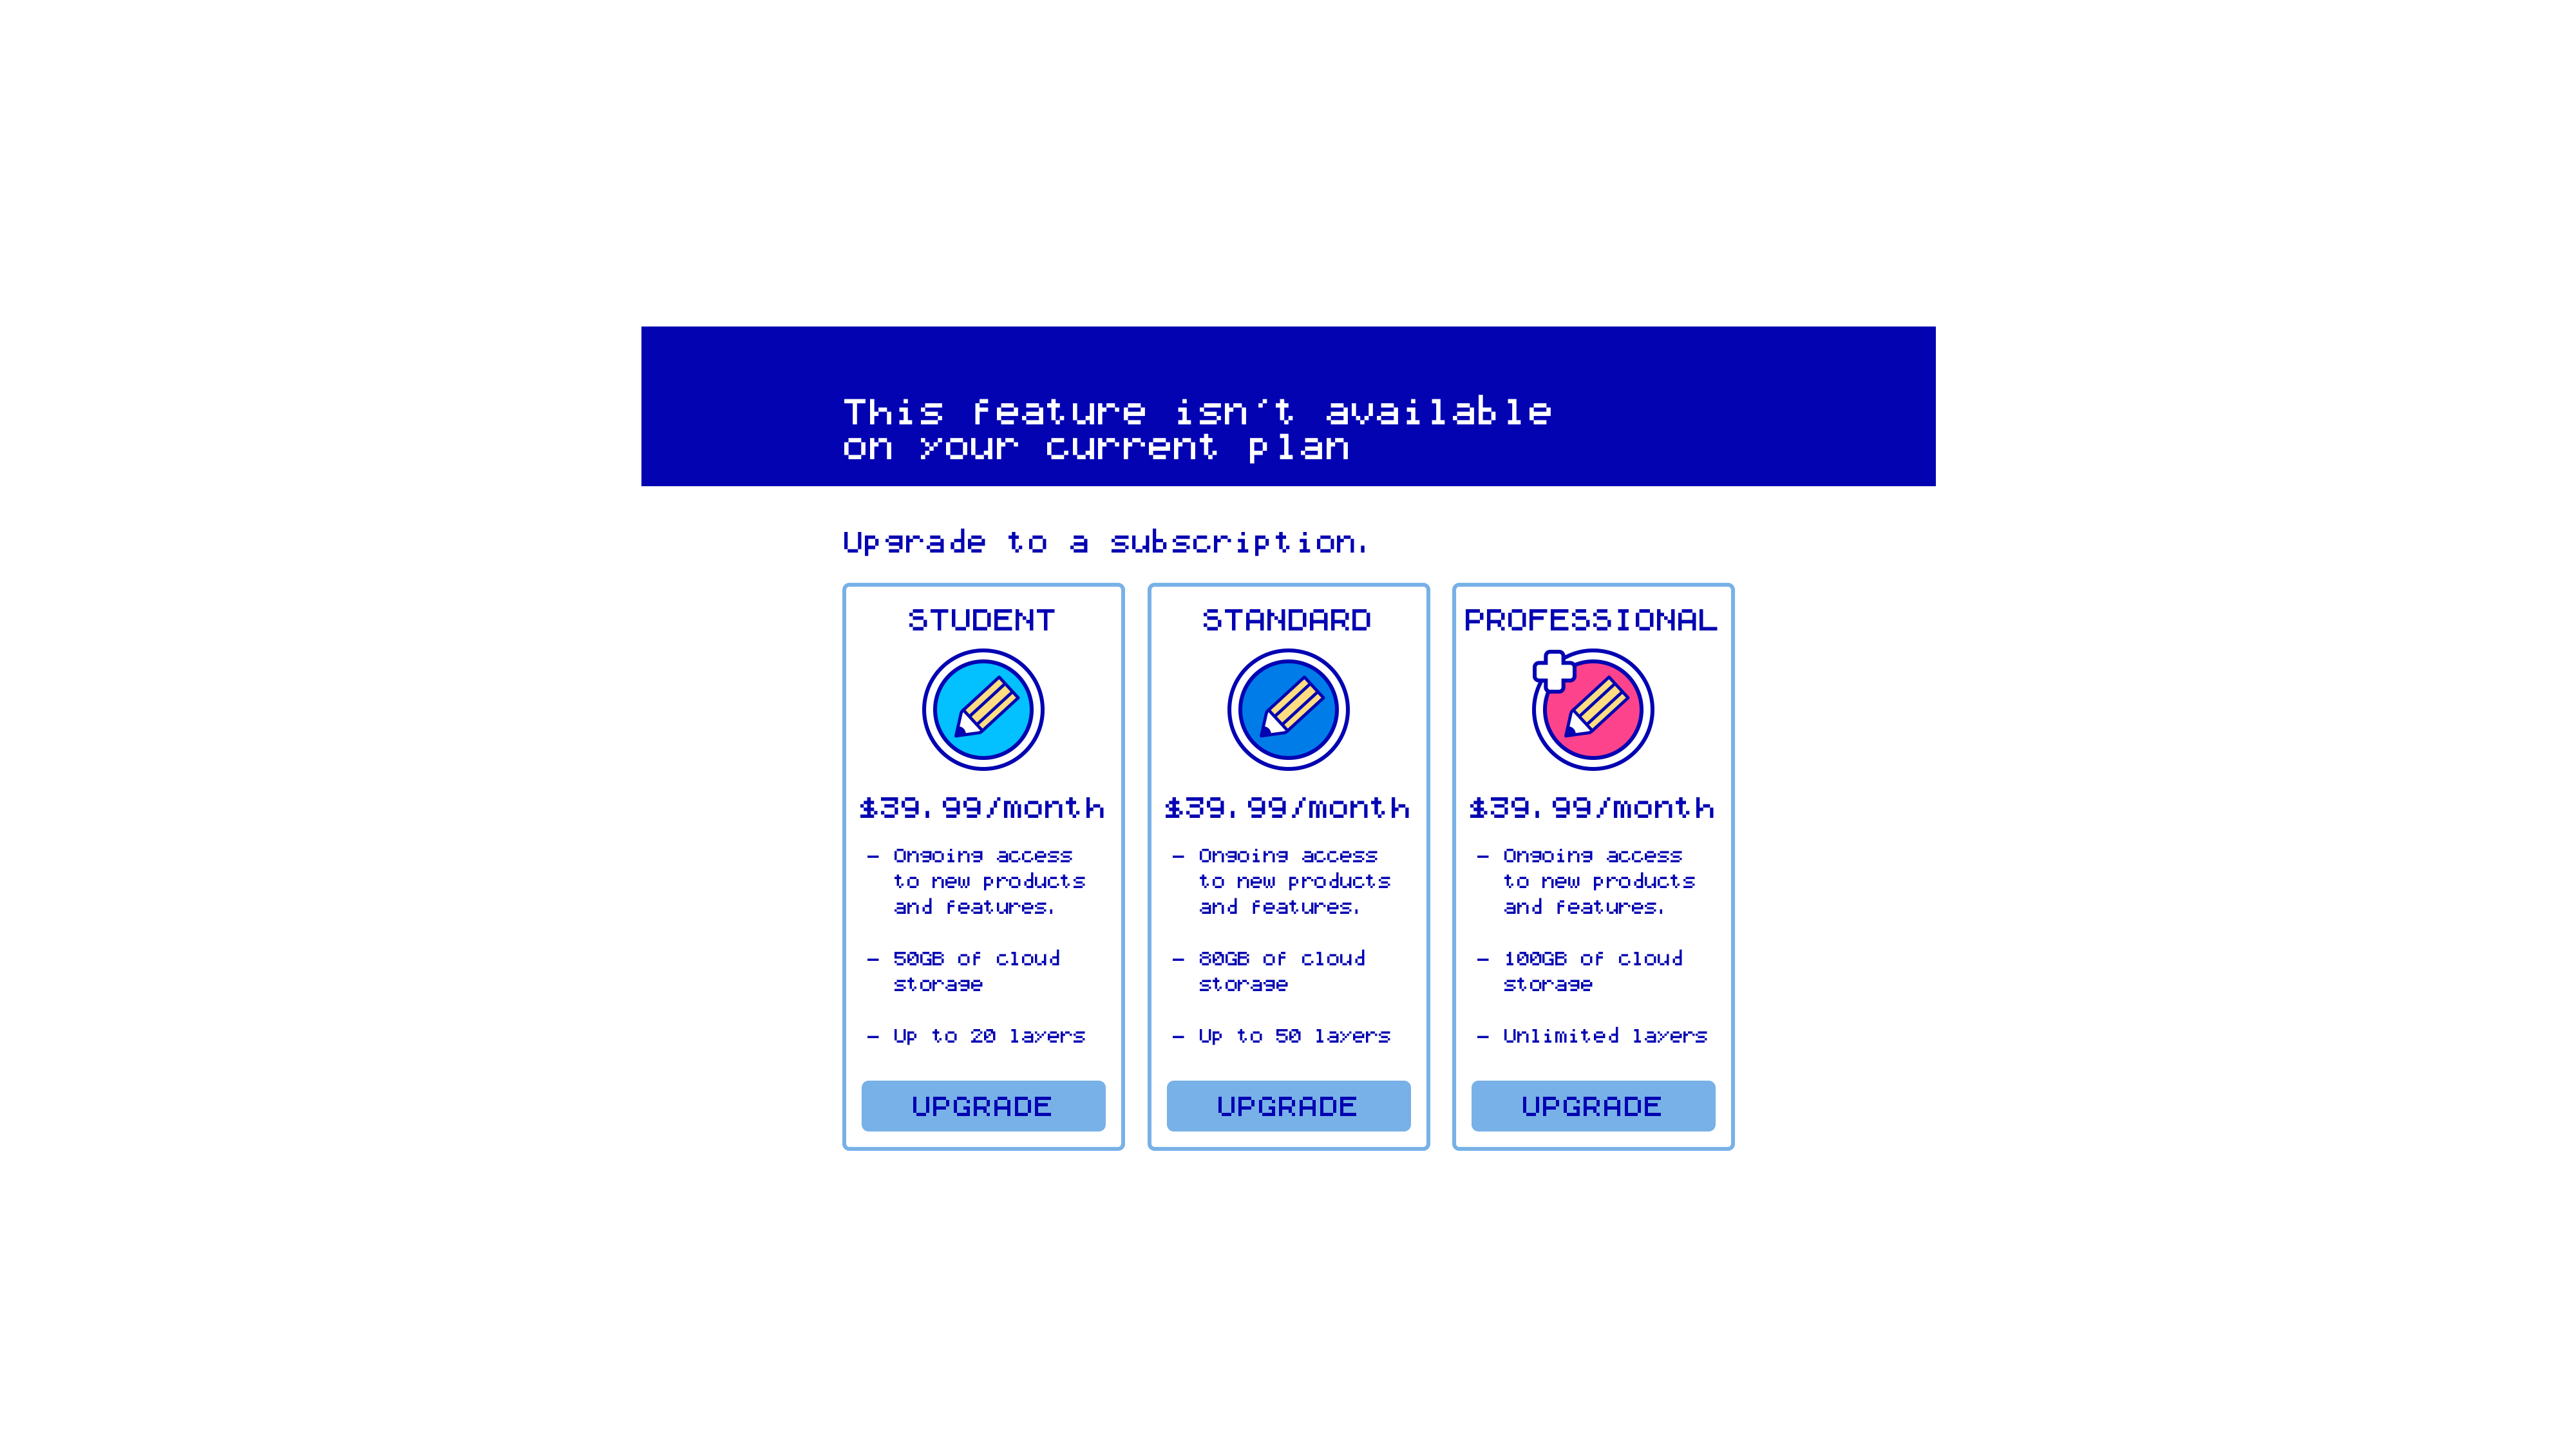 This feature isn't available
on your current plan
Upgrade to a subscription.
STUDENT
$39.99/month
- Ongoing access
to new products
and features.
- 50GB of cloud
storage
- Up to 20 layers
UPGRADE
STANDARD
$39.99/month
- Ongoing access
to new products
and features.
- 80GB of cloud
storage
- Up to 50 layers
UPGRADE
PROFESSIONAL
$39.99/month
- Ongoing access
to new products
and features.
- 100GB of cloud
storage
- Unlimited layers
UPGRADE